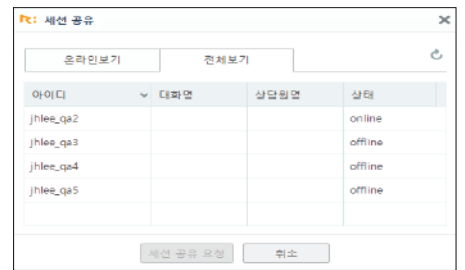 rc: 세션 공유
온라인보기 전체보기
아이디 대화명 상담원명 상태
jhlee_qa2 online
jhlee_qa3 offline
jhlee_qa4 offline
jhlee_qa5 offline
세션 공유 요청 취소